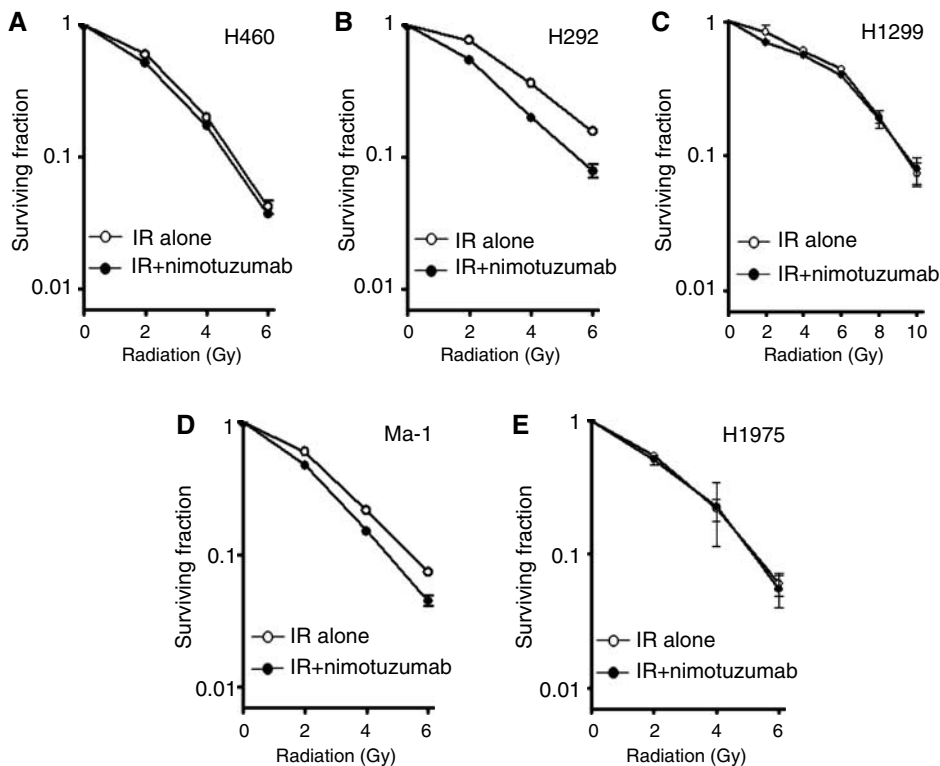 A
H460
1
0.1
0.01
Surviving fraction
IR alone
IR+nimotuzumab
0 2 4 6
Radiation (Gy)
B
H292
1
0.1
0.01
Surviving fraction
IR alone
IR+nimotuzumab
0 2 4 6
Radiation (Gy)
C
H1299
1
0.1
0.01
Surviving fraction
IR alone
IR+nimotuzumab
0 2 4 6 8 10
Radiation (Gy)
D
Ma-1
1
0.1
0.01
Surviving fraction
IR alone
IR+nimotuzumab
0 2 4 6
Radiation (Gy)
E
H1975
1
0.1
0.01
Surviving fraction
IR alone
IR+nimotuzumab
0 2 4 6
Radiation (Gy)